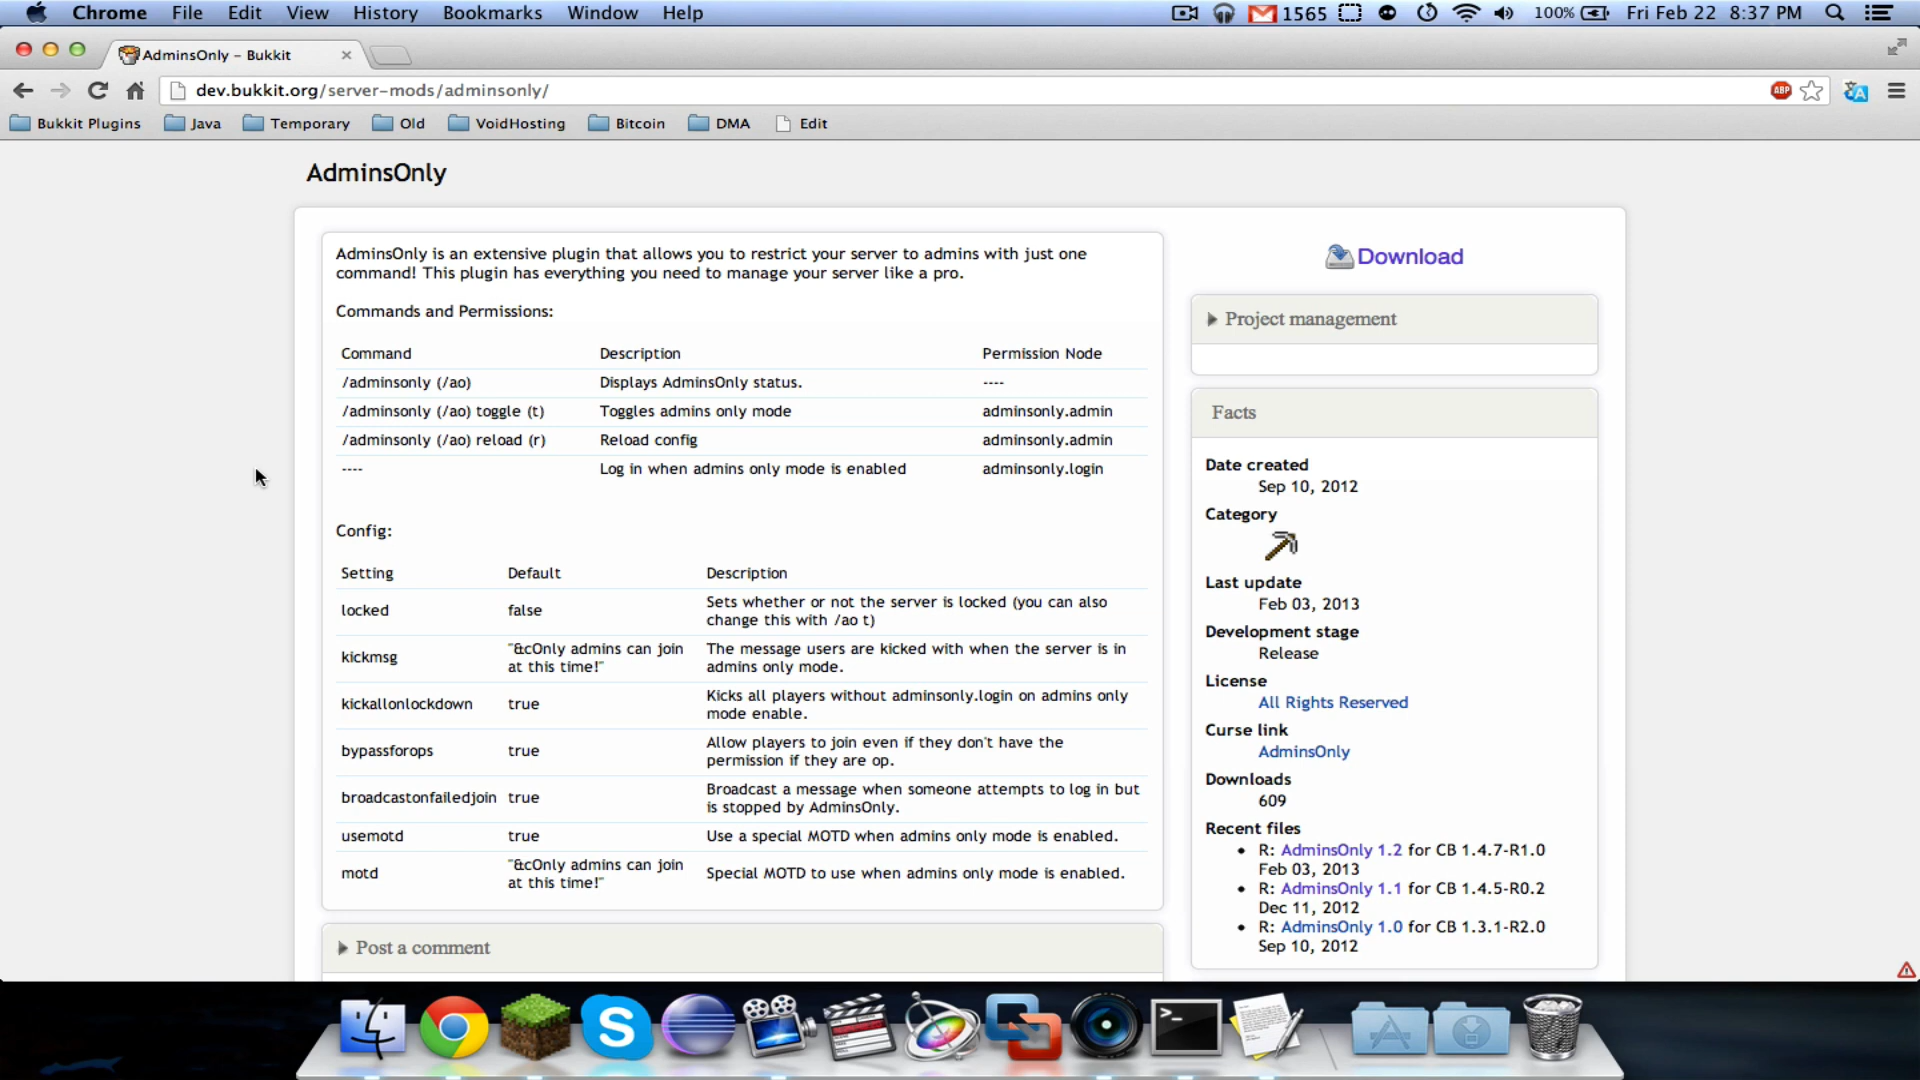 Chrome File Edit View History Bookmarks Window Help 1565 100% Fri Feb 22 8:37 PM
AdminsOnly – Bukkit
dev.bukkit.org/server-mods/adminsonly/ ABP
Bukkit Plugins Java Temporary Old VoidHosting Bitcoin DMA Edit
AdminsOnly
AdminsOnly is an extensive plugin that allows you to restrict your server to admins with just one
command! This plugin has everything you need to manage your server like a pro.
Commands and Permissions:
Command Description Permission Node
/adminsonly (/ao) Displays AdminsOnly status. ----
/adminsonly (/ao) toggle (t) Toggles admins only mode adminsonly.admin
/adminsonly (/ao) reload (r) Reload config adminsonly.admin
---- Log in when admins only mode is enabled adminsonly.login
Config:
Setting Default Description
locked false Sets whether or not the server is locked (you can also
change this with /ao t)
kickmsg "&cOnly admins can join
at this time!" The message users are kicked with when the server is in
admins only mode.
kickallonlockdown true Kicks all players without adminsonly.login on admins only
mode enable.
bypassforops true Allow players to join even if they don't have the
permission if they are op.
broadcastonfailedjoin true Broadcast a message when someone attempts to log in but
is stopped by AdminsOnly.
usemotd true Use a special MOTD when admins only mode is enabled.
motd "&cOnly admins can join
at this time!" Special MOTD to use when admins only mode is enabled.
Post a comment
Download
Project management
Facts
Date created
Sep 10, 2012
Category
Last update
Feb 03, 2013
Development stage
Release
License
All Rights Reserved
Curse link
AdminsOnly
Downloads
609
Recent files
R: AdminsOnly 1.2 for CB 1.4.7-R1.0
Feb 03, 2013
R: AdminsOnly 1.1 for CB 1.4.5-R0.2
Dec 11, 2012
R: AdminsOnly 1.0 for CB 1.3.1-R2.0
Sep 10, 2012